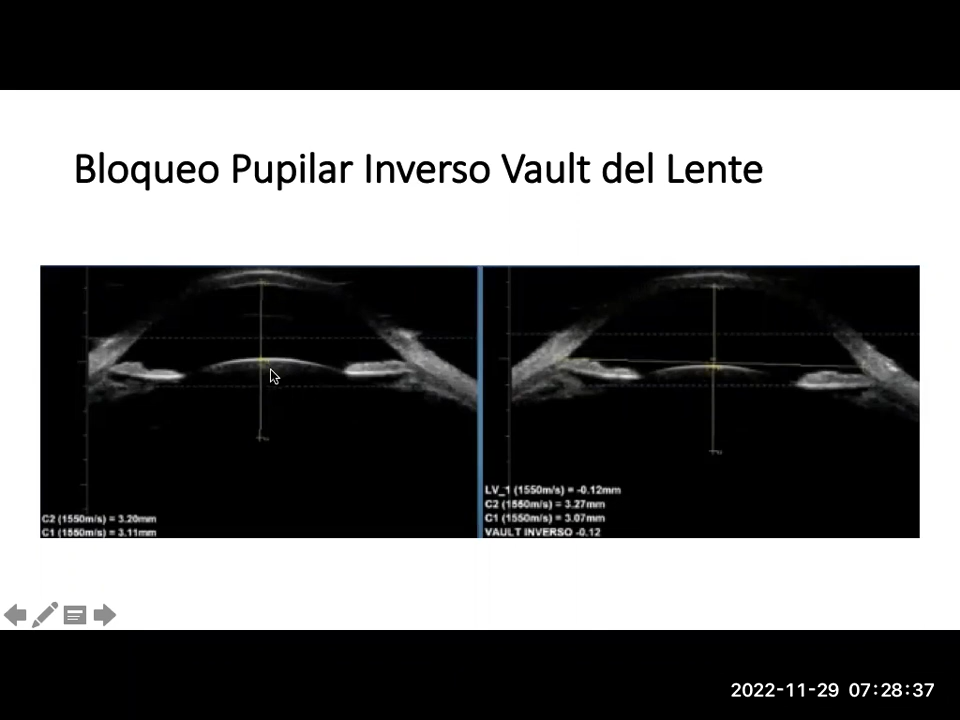 Bloqueo Pupilar Inverso Vault del Lente
C2 (1550m/s) = 3.20mm
C1 (1550m/s) = 3.11mm
LV_1 (1550m/s) = -0.12mm
C2 (1550m/s) = 3.27mm
C1 (1550m/s) = 3.07mm
VAULT INVERSO -0.12
2022-11-29 07:28:37